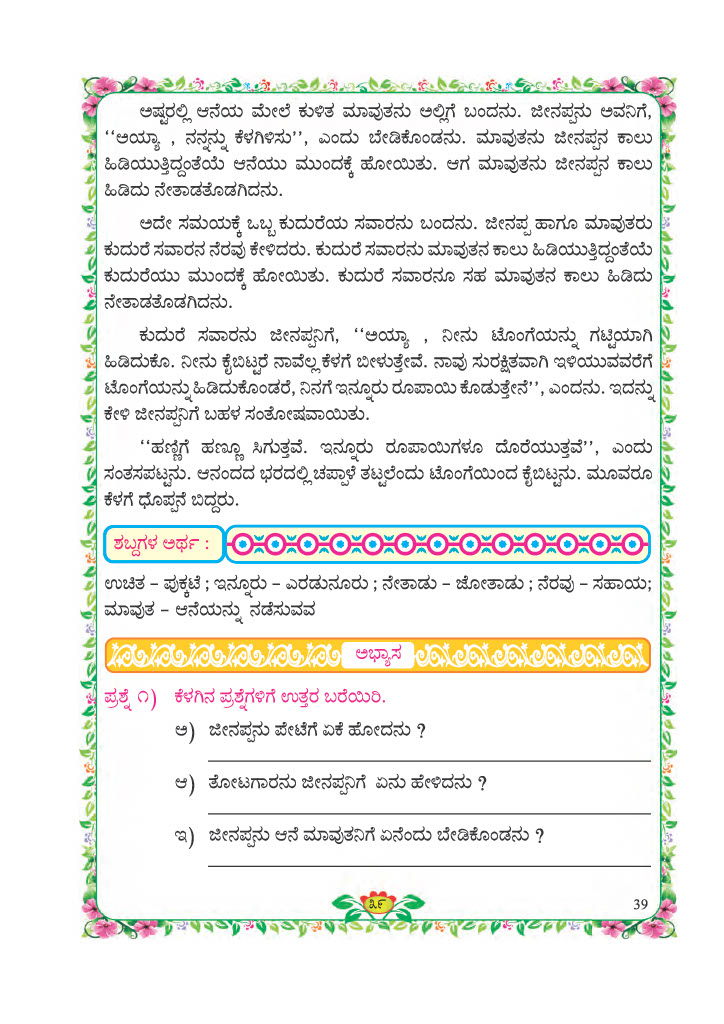 ಅಷ್ಟರಲ್ಲಿ ಆನೆಯ ಮೇಲೆ ಕುಳಿತ ಮಾವುತನು ಅಲ್ಲಿಗೆ ಬಂದನು. ಜೀನಪ್ಪನು ಅವನಿಗೆ,
‘‘ಅಯ್ಯಾ , ನನ್ನನ್ನು ಕೆಳಗಿಳಿಸು’’, ಎಂದು ಬೇಡಿಕೊಂಡನು. ಮಾವುತನು ಜೀನಪ್ಪನ ಕಾಲು
ಹಿಡಿಯುತ್ತಿದ್ದಂತೆಯೆ ಆನೆಯು ಮುಂದಕ್ಕೆ ಹೋಯಿತು. ಆಗ ಮಾವುತನು ಜೀನಪ್ಪನ ಕಾಲು
ಹಿಡಿದು ನೇತಾಡತೊಡಗಿದನು.
ಅದೇ ಸಮಯಕ್ಕೆ ಒಬ್ಬ ಕುದುರೆಯ ಸವಾರನು ಬಂದನು. ಜೀನಪ್ಪ ಹಾಗೂ ಮಾವುತರು
ಕುದುರೆ ಸವಾರನ ನೆರವು ಕೇಳಿದರು. ಕುದುರೆ ಸವಾರನು ಮಾವುತನ ಕಾಲು ಹಿಡಿಯುತ್ತಿದ್ದಂತೆಯೆ
ಕುದುರೆಯು ಮುಂದಕ್ಕೆ ಹೋಯಿತು. ಕುದುರೆ ಸವಾರನೂ ಸಹ ಮಾವುತನ ಕಾಲು ಹಿಡಿದು
ನೇತಾಡತೊಡಗಿದನು.
ಕುದುರೆ ಸವಾರನು ಜೀನಪ್ಪನಿಗೆ, ‘‘ಅಯ್ಯಾ , ನೀನು ಟೊಂಗೆಯನ್ನು ಗಟ್ಟಿಯಾಗಿ
ಹಿಡಿದುಕೊ. ನೀನು ಕೈಬಿಟ್ಟರೆ ನಾವೆಲ್ಲ ಕೆಳಗೆ ಬೀಳುತ್ತೇವೆ. ನಾವು ಸುರಕ್ಷಿತವಾಗಿ ಇಳಿಯುವವರೆಗೆ
ಟೊಂಗೆಯನ್ನು ಹಿಡಿದುಕೊಂಡರೆ, ನಿನಗೆ ಇನ್ನೂರು ರೂಪಾಯಿ ಕೊಡುತ್ತೇನೆ’’, ಎಂದನು. ಇದನ್ನು
ಕೇಳಿ ಜೀನಪ್ಪನಿಗೆ ಬಹಳ ಸಂತೋಷವಾಯಿತು.
‘‘ಹಣ್ಣಿಗೆ ಹಣ್ಣೂ ಸಿಗುತ್ತವೆ. ಇನ್ನೂರು ರೂಪಾಯಿಗಳೂ ದೊರೆಯುತ್ತವೆ’’, ಎಂದು
ಸಂತಸಪಟ್ಟನು. ಆನಂದದ ಭರದಲ್ಲಿ ಚಪ್ಪಾಳೆ ತಟ್ಟಲೆಂದು ಟೊಂಗೆಯಿಂದ ಕೈಬಿಟ್ಟನು. ಮೂವರೂ
ಕೆಳಗೆ ಧೊಪ್ಪನೆ ಬಿದ್ದರು.
ಶಬ್ದಗಳ ಅರ್ಥ :
ಉಚಿತ – ಪುಕ್ಕಟೆ ; ಇನ್ನೂರು – ಎರಡುನೂರು ; ನೇತಾಡು – ಜೋತಾಡು ; ನೆರವು – ಸಹಾಯ;
ಮಾವುತ – ಆನೆಯನ್ನು ನಡೆಸುವವ
ಅಭ್ಯಾಸ
ಪ್ರಶ್ನೆ ೧) ಕೆಳಗಿನ ಪ್ರಶ್ನೆಗಳಿಗೆ ಉತ್ತರ ಬರೆಯಿರಿ.
ಅ) ಜೀನಪ್ಪನು ಪೇಟೆಗೆ ಏಕೆ ಹೋದನು ?
ಆ) ತೋಟಗಾರನು ಜೀನಪ್ಪನಿಗೆ ಏನು ಹೇಳಿದನು ?
ಇ) ಜೀನಪ್ಪನು ಆನೆ ಮಾವುತನಿಗೆ ಏನೆಂದು ಬೇಡಿಕೊಂಡನು ?
೩೯
39